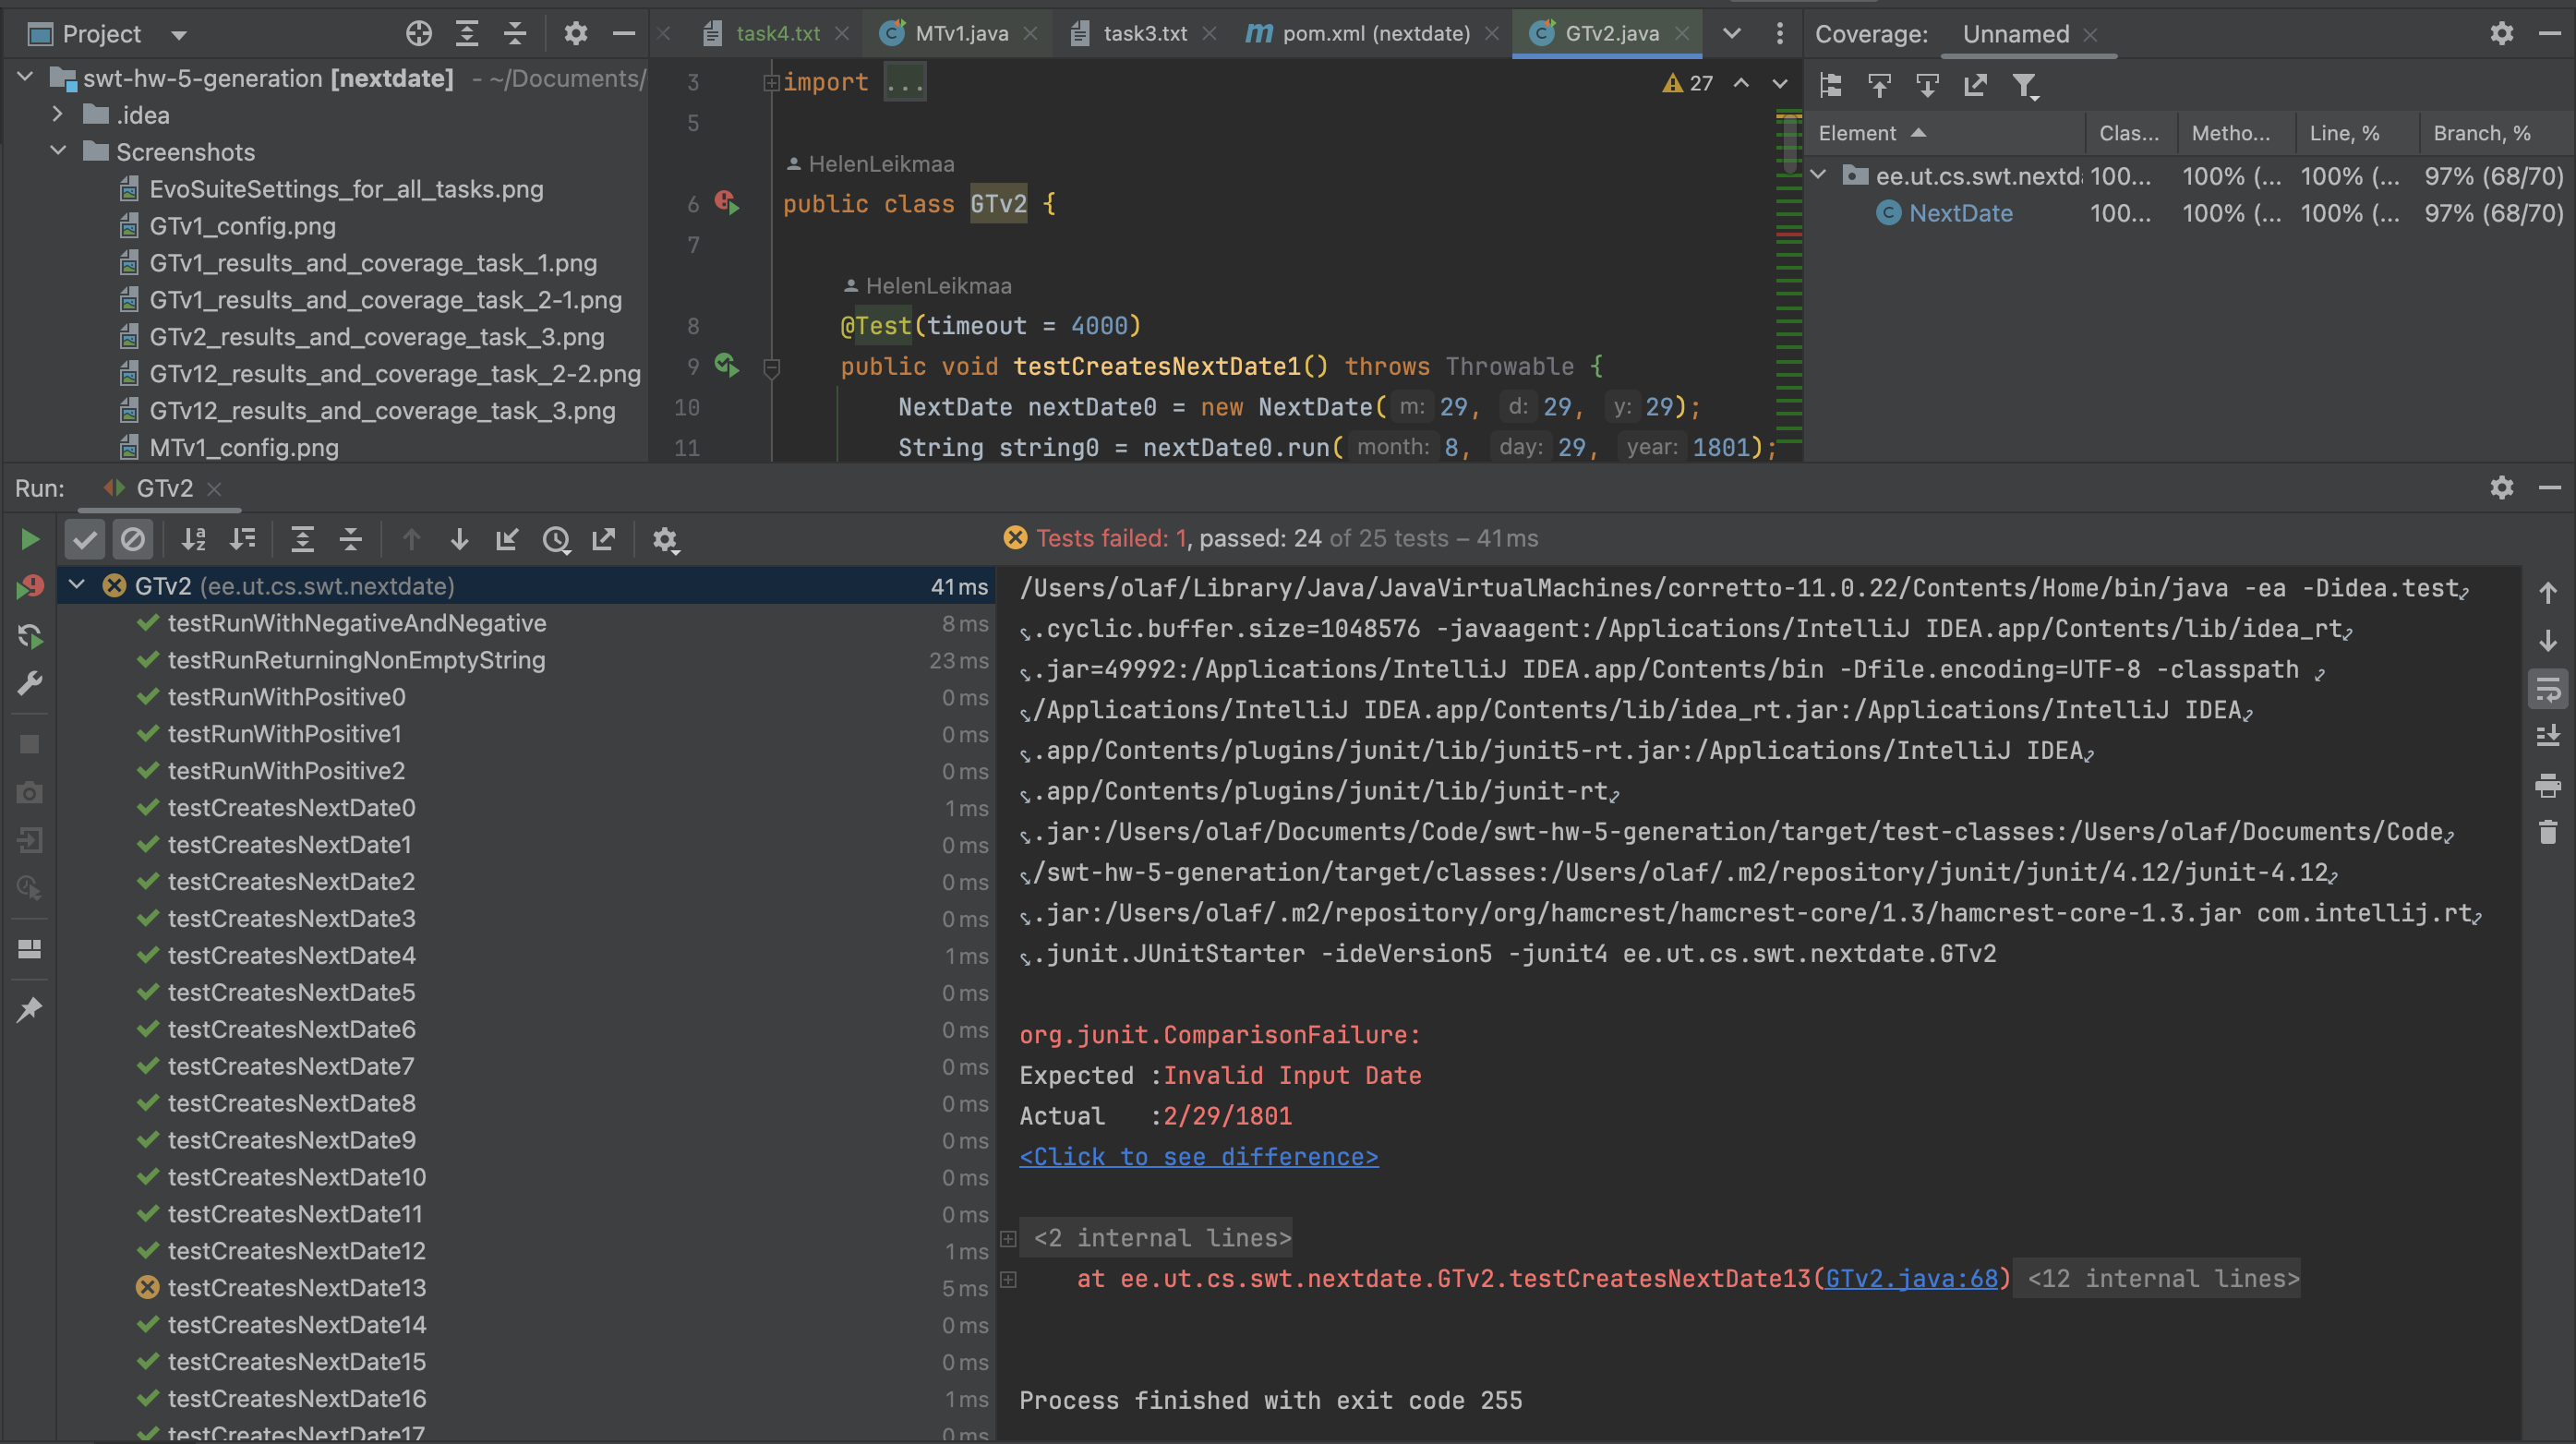 Project
task4.txt
MTv1.java
task3.txt
pom.xml (nextdate)
GTv2.java
Coverage:
Unnamed
swt-hw-5-generation [nextdate] - ~/Documents/
.idea
Screenshots
EvoSuiteSettings_for_all_tasks.png
GTv1_config.png
GTv1_results_and_coverage_task_1.png
GTv1_results_and_coverage_task_2-1.png
GTv2_results_and_coverage_task_3.png
GTv12_results_and_coverage_task_2-2.png
GTv12_results_and_coverage_task_3.png
MTv1_config.png
3 import ...
27
5
HelenLeikmaa
6 public class GTv2 {
7
HelenLeikmaa
8 @Test(timeout = 4000)
9 public void testCreatesNextDate1() throws Throwable {
10 NextDate nextDate0 = new NextDate( m: 29, d: 29, y: 29);
11 String string0 = nextDate0.run( month: 8, day: 29, year: 1801);
Element Clas... Metho... Line, % Branch, %
ee.ut.cs.swt.nextd 100... 100% (... 100% (... 97% (68/70)
NextDate 100... 100% (... 100% (... 97% (68/70)
Run: GTv2
Tests failed: 1, passed: 24 of 25 tests – 41 ms
GTv2 (ee.ut.cs.swt.nextdate) 41 ms
testRunWithNegativeAndNegative 8 ms
testRunReturningNonEmptyString 23 ms
testRunWithPositive0 0 ms
testRunWithPositive1 0 ms
testRunWithPositive2 0 ms
testCreatesNextDate0 1 ms
testCreatesNextDate1 0 ms
testCreatesNextDate2 0 ms
testCreatesNextDate3 0 ms
testCreatesNextDate4 1 ms
testCreatesNextDate5 0 ms
testCreatesNextDate6 0 ms
testCreatesNextDate7 0 ms
testCreatesNextDate8 0 ms
testCreatesNextDate9 0 ms
testCreatesNextDate10 0 ms
testCreatesNextDate11 0 ms
testCreatesNextDate12 1 ms
testCreatesNextDate13 5 ms
testCreatesNextDate14 0 ms
testCreatesNextDate15 0 ms
testCreatesNextDate16 1 ms
testCreatesNextDate17 0 ms
/Users/olaf/Library/Java/JavaVirtualMachines/corretto-11.0.22/Contents/Home/bin/java -ea -Didea.test
.cyclic.buffer.size=1048576 -javaagent:/Applications/IntelliJ IDEA.app/Contents/lib/idea_rt
.jar=49992:/Applications/IntelliJ IDEA.app/Contents/bin -Dfile.encoding=UTF-8 -classpath
/Applications/IntelliJ IDEA.app/Contents/lib/idea_rt.jar:/Applications/IntelliJ IDEA
.app/Contents/plugins/junit/lib/junit5-rt.jar:/Applications/IntelliJ IDEA
.app/Contents/plugins/junit/lib/junit-rt
.jar:/Users/olaf/Documents/Code/swt-hw-5-generation/target/test-classes:/Users/olaf/Documents/Code
/swt-hw-5-generation/target/classes:/Users/olaf/.m2/repository/junit/junit/4.12/junit-4.12
.jar:/Users/olaf/.m2/repository/org/hamcrest/hamcrest-core/1.3/hamcrest-core-1.3.jar com.intellij.rt
.junit.JUnitStarter -ideVersion5 -junit4 ee.ut.cs.swt.nextdate.GTv2
org.junit.ComparisonFailure:
Expected :Invalid Input Date
Actual   :2/29/1801
<Click to see difference>
<2 internal lines>
at ee.ut.cs.swt.nextdate.GTv2.testCreatesNextDate13(GTv2.java:68) <12 internal lines>
Process finished with exit code 255